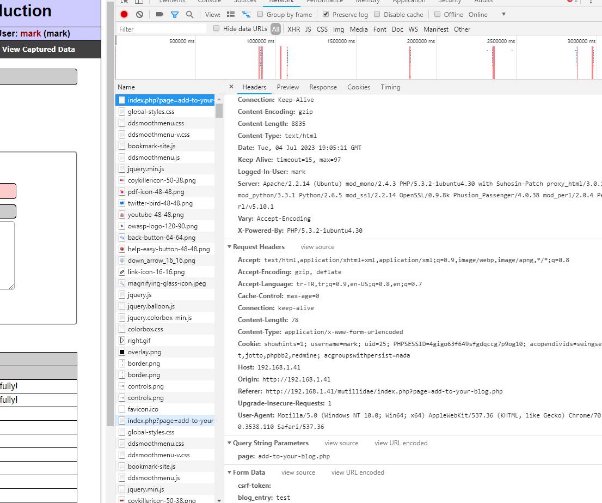 duction
User: mark (mark)
View Captured Data
fully!
fully!
Elements Console Sources Network Performance Memory Application Security Audits
View:
Group by frame
Preserve log
Disable cache
Offline Online
Filter
Hide data URLs
All XHR JS CSS Img Media Font Doc WS Manifest Other
500000 ms 1000000 ms 1500000 ms 2000000 ms 2500000 ms 3000000 ms
Name
index.php?page=add-to-your-
global-styles.css
ddsmoothmenu.css
ddsmoothmenu-v.css
bookmark-site.js
ddsmoothmenu.js
jquery.min.js
coykillericon-50-38.png
pdf-icon-48-48.png
twitter-bird-48-48.png
youtube-48-48.png
owasp-logo-120-90.png
back-button-64-64.png
help-easy-button-48-48.png
down_arrow_16_16.png
link-icon-16-16.png
magnifying-glass-icon.jpeg
jquery.js
jquery.balloon.js
jquery.colorbox-min.js
colorbox.css
right.gif
overlay.png
border.png
border.png
controls.png
controls.png
favicon.ico
index.php?page=add-to-your-
global-styles.css
ddsmoothmenu.css
ddsmoothmenu-v.css
bookmark-site.js
ddsmoothmenu.js
jquery.min.js
coykillericon-50-38.png
Headers Preview Response Cookies Timing
Connection: Keep-Alive
Content-Encoding: gzip
Content-Length: 8835
Content-Type: text/html
Date: Tue, 04 Jul 2023 19:05:11 GMT
Keep-Alive: timeout=15, max=97
Logged-In-User: mark
Server: Apache/2.2.14 (Ubuntu) mod_mono/2.4.3 PHP/5.3.2-1ubuntu4.30 with Suhosin-Patch proxy_html/3.0.
mod_python/3.3.1 Python/2.6.5 mod_ssl/2.2.14 OpenSSL/0.9.8k Phusion_Passenger/4.0.38 mod_perl/2.0.4 Pe
rl/v5.10.1
Vary: Accept-Encoding
X-Powered-By: PHP/5.3.2-1ubuntu4.30
Request Headers view source
Accept: text/html,application/xhtml+xml,application/xml;q=0.9,image/webp,image/apng,*/*;q=0.8
Accept-Encoding: gzip, deflate
Accept-Language: tr-TR,tr;q=0.9,en-US;q=0.8,en;q=0.7
Cache-Control: max-age=0
Connection: keep-alive
Content-Length: 78
Content-Type: application/x-www-form-urlencoded
Cookie: showhints=1; username=mark; uid=25; acopendivids=swingse
t,jotto,phpbb2,redmine; acgroupswithpersist=nada
Host: 192.168.1.41
Origin: http://192.168.1.41
Referer: http://192.168.1.41/mutillidae/index.php?page=add-to-your-blog.php
Upgrade-Insecure-Requests: 1
User-Agent: Mozilla/5.0 (Windows NT 10.0; Win64; x64) AppleWebKit/537.36 (KHTML, like Gecko) Chrome/70
0.3538.110 Safari/537.36
Query String Parameters view source view URL encoded
page: add-to-your-blog.php
Form Data view source view URL encoded
csrf-token:
blog_entry: test